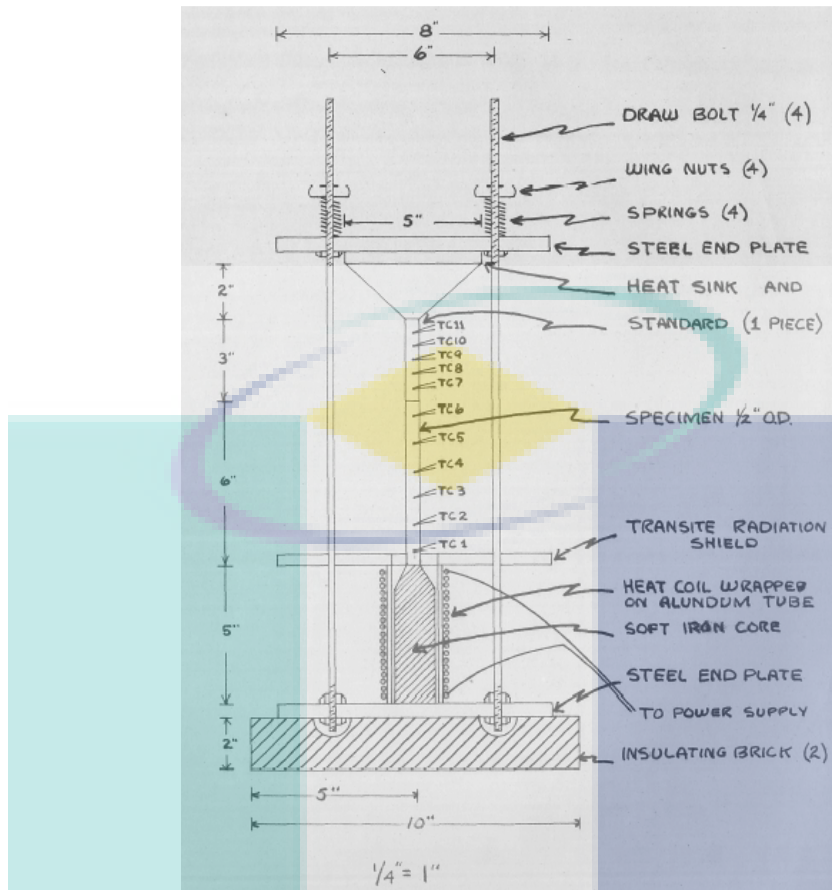 8"
6"
DRAW BOLT 1/4" (4)
WING NUTS (4)
5"
SPRINGS (4)
STEEL END PLATE
2"
HEAT SINK AND
STANDARD (1 PIECE)
TC11
TC10
3"
TC9
TC8
TC7
TC6
SPECIMEN 1/2" O.D.
TC5
TC4
6"
TC3
TC2
TRANSITE RADIATION
SHIELD
TC1
HEAT COIL WRAPPED
ON ALUNDUM TUBE
5"
SOFT IRON CORE
STEEL END PLATE
TO POWER SUPPLY
2"
INSULATING BRICK (2)
5"
10"
1/4" = 1"